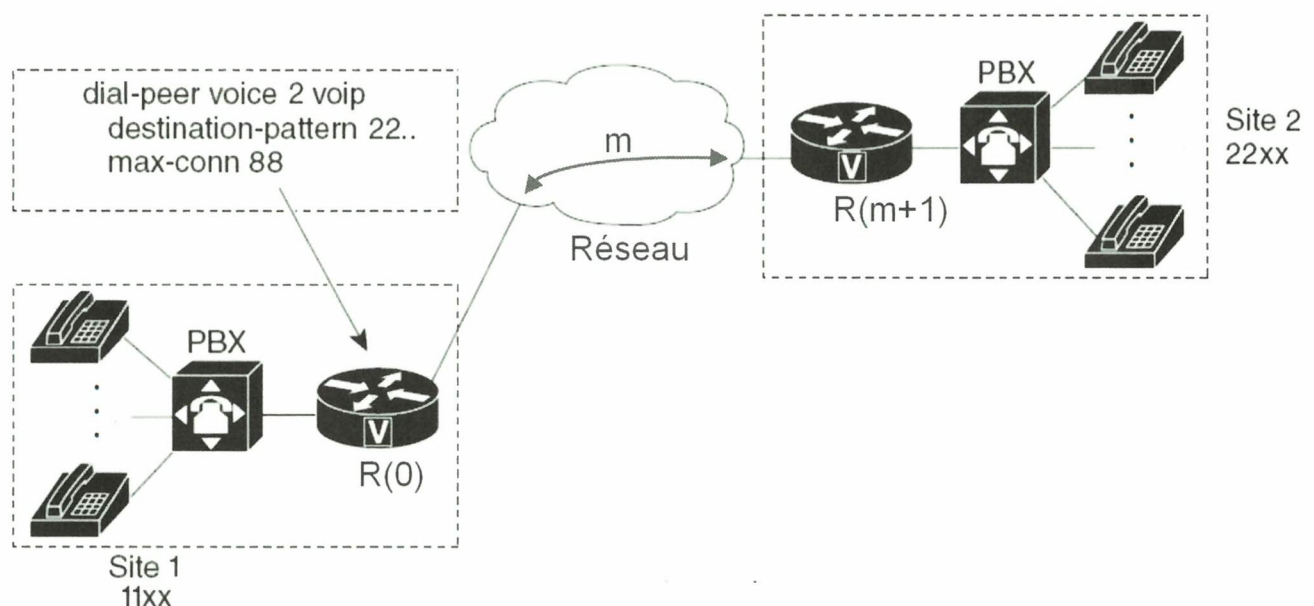 dial-peer voice 2 voip
destination-pattern 22..
max-conn 88
m
Réseau
PBX
V
R(m+1)
Site 2
22xx
PBX
V
R(0)
Site 1
11xx